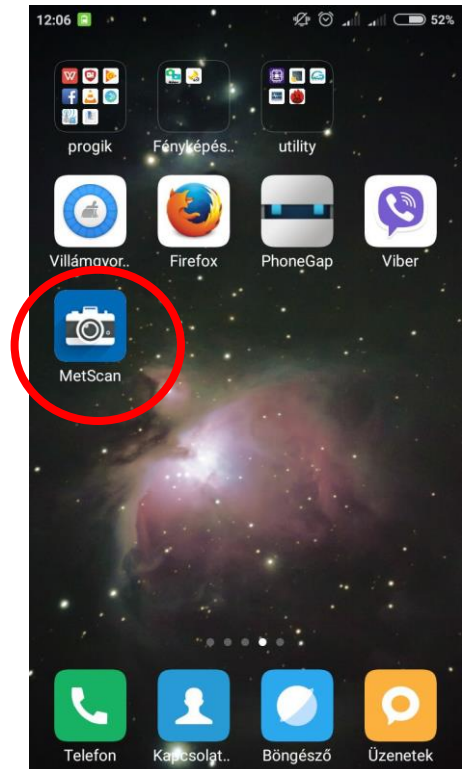 12:06 52%
progik Fényképés.. utility
Villámgyor.. Firefox PhoneGap Viber
MetScan
Telefon Kapcsolat.. Böngésző Üzenetek